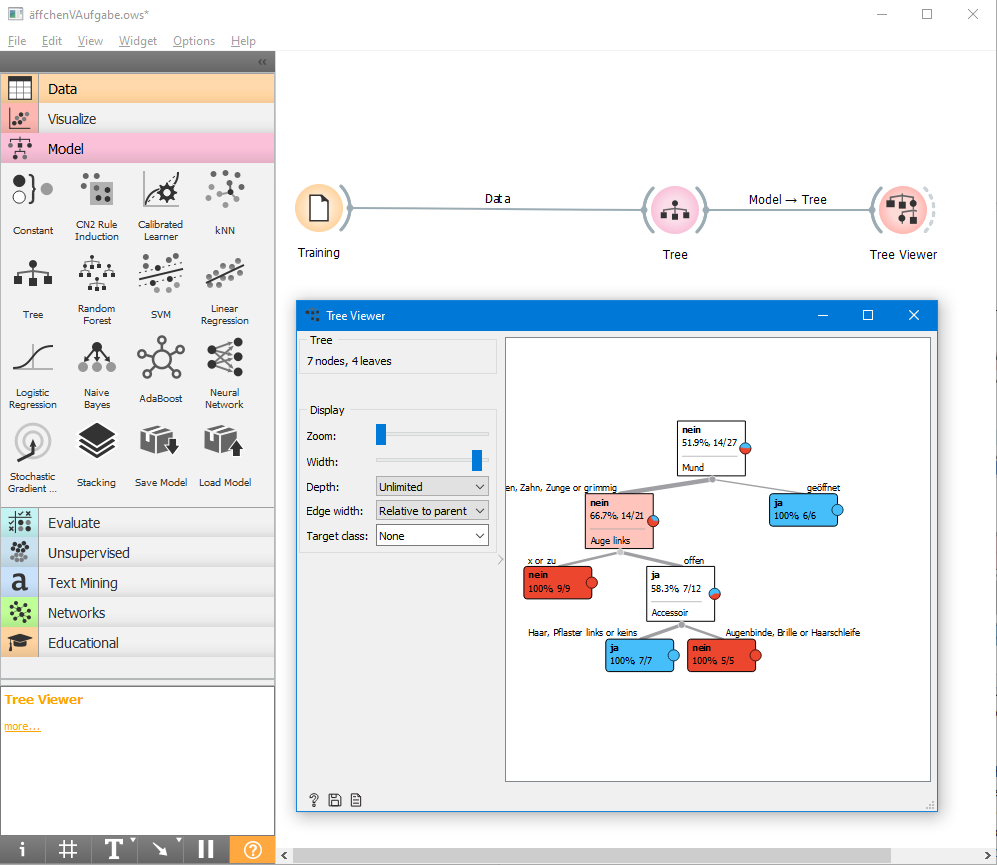 äffchenVAufgabe.ows*
File Edit View Widget Options Help
Data
Visualize
Model
Constant
CN2 Rule Induction
Calibrated Learner
kNN
Tree
Random Forest
SVM
Linear Regression
Logistic Regression
Naive Bayes
AdaBoost
Neural Network
Stochastic Gradient ...
Stacking
Save Model
Load Model
Evaluate
Unsupervised
Text Mining
Networks
Educational
Tree Viewer
more...
Data
Model → Tree
Training
Tree
Tree Viewer
Tree Viewer
Tree
7 nodes, 4 leaves
Display
Zoom:
Width:
Depth: Unlimited
Edge width: Relative to parent
Target class: None
nein
51.9%, 14/27
Mund
en, Zahn, Zunge or grimmig
geöffnet
nein
66.7%, 14/21
Auge links
ja
100%, 6/6
x or zu
offen
nein
100%, 9/9
ja
58.3%, 7/12
Accessoir
Haar, Pflaster links or keins
Augenbinde, Brille or Haarschleife
ja
100%, 7/7
nein
100%, 5/5